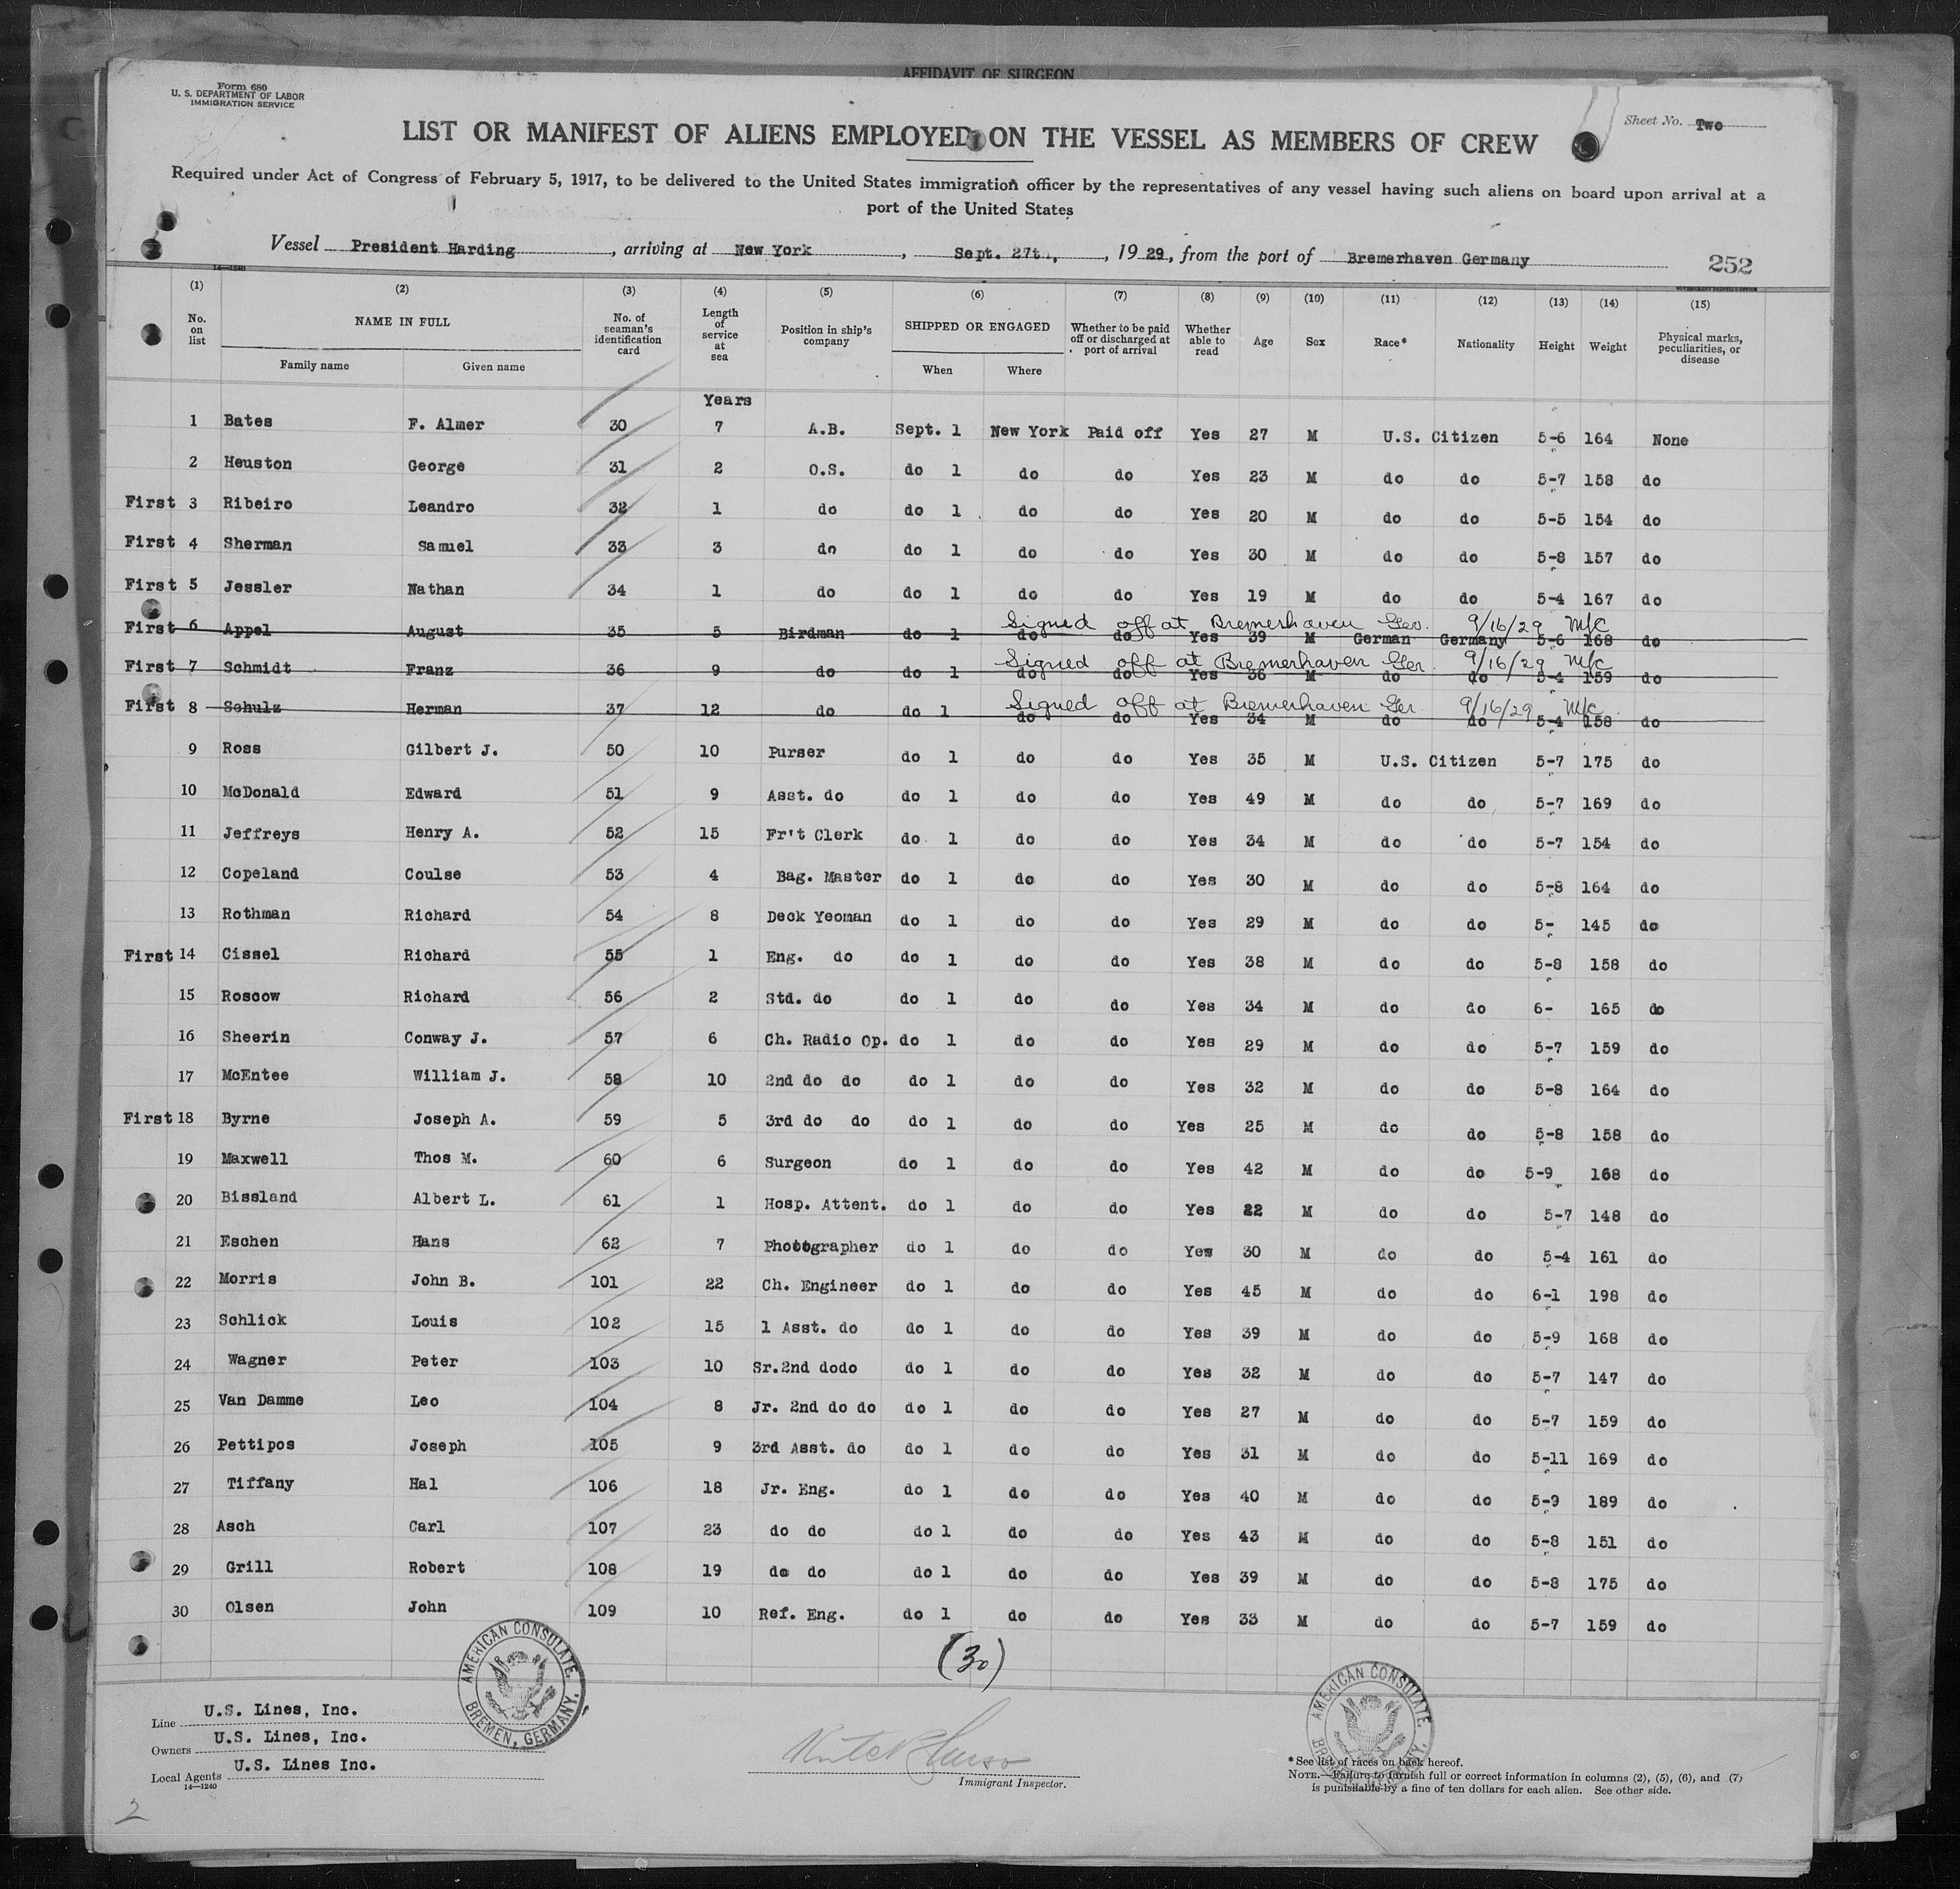 AFFIDAVIT OF SURGEON
Form 680
U. S. DEPARTMENT OF LABOR
IMMIGRATION SERVICE
Sheet No. Two
LIST OR MANIFEST OF ALIENS EMPLOYED ON THE VESSEL AS MEMBERS OF CREW
Required under Act of Congress of February 5, 1917, to be delivered to the United States immigration officer by the representatives of any vessel having such aliens on board upon arrival at a
port of the United States
Vessel President Harding, arriving at New York, Sept. 27t., 1929, from the port of Bremerhaven Germany
252
14—1240
(1) (2) (3) (4) (5) (6) (7) (8) (9) (10) (11) (12) (13) (14) (15)
No. on list NAME IN FULL Family name Given name No. of seaman's identification card Length of service at sea Position in ship's company SHIPPED OR ENGAGED When Where Whether to be paid off or discharged at port of arrival Whether able to read Age Sex Race* Nationality Height Weight Physical marks, peculiarities, or disease
Years
1 Bates F. Almer 30 7 A.B. Sept. 1 New York Paid off Yes 27 M U.S. Citizen 5-6 164 None
2 Heuston George 31 2 O.S. do 1 do do Yes 23 M do do 5-7 158 do
First 3 Ribeiro Leandro 32 1 do do 1 do do Yes 20 M do do 5-5 154 do
First 4 Sherman Samuel 33 3 do do 1 do do Yes 30 M do do 5-8 157 do
First 5 Jessler Nathan 34 1 do do 1 do do Yes 19 M do do 5-4 167 do
Signed off at Bremerhaven Ger. 9/16/29 M/C
First 6 Appel August 35 5 Birdman do 1 do do Yes 39 M German Germany 5-6 168 do
Signed off at Bremerhaven Ger. 9/16/29 M/C
First 7 Schmidt Franz 36 9 do do 1 do do Yes 36 M do do 5-4 159 do
Signed off at Bremerhaven Ger. 9/16/29 M/C
First 8 Schulz Herman 37 12 do do 1 do do Yes 34 M do do 5-4 158 do
9 Ross Gilbert J. 50 10 Purser do 1 do do Yes 35 M U.S. Citizen 5-7 175 do
10 McDonald Edward 51 9 Asst. do do 1 do do Yes 49 M do do 5-7 169 do
11 Jeffreys Henry A. 52 15 Fr't Clerk do 1 do do Yes 34 M do do 5-7 154 do
12 Copeland Coulse 53 4 Bag. Master do 1 do do Yes 30 M do do 5-8 164 do
13 Rothman Richard 54 8 Deck Yeoman do 1 do do Yes 29 M do do 5- 145 do
First 14 Cissel Richard 55 1 Eng. do do 1 do do Yes 38 M do do 5-8 158 do
15 Roscow Richard 56 2 Std. do do 1 do do Yes 34 M do do 6- 165 do
16 Sheerin Conway J. 57 6 Ch. Radio Op. do 1 do do Yes 29 M do do 5-7 159 do
17 McEntee William J. 58 10 2nd do do do 1 do do Yes 32 M do do 5-8 164 do
First 18 Byrne Joseph A. 59 5 3rd do do do 1 do do Yes 25 M do do 5-8 158 do
19 Maxwell Thos M. 60 6 Surgeon do 1 do do Yes 42 M do do 5-9 168 do
20 Bissland Albert L. 61 1 Hosp. Attent. do 1 do do Yes 22 M do do 5-7 148 do
21 Eschen Hans 62 7 Photographer do 1 do do Yes 30 M do do 5-4 161 do
22 Morris John B. 101 22 Ch. Engineer do 1 do do Yes 45 M do do 6-1 198 do
23 Schlick Louis 102 15 1 Asst. do do 1 do do Yes 39 M do do 5-9 168 do
24 Wagner Peter 103 10 Sr.2nd dodo do 1 do do Yes 32 M do do 5-7 147 do
25 Van Damme Leo 104 8 Jr. 2nd do do do 1 do do Yes 27 M do do 5-7 159 do
26 Pettipos Joseph 105 9 3rd Asst. do do 1 do do Yes 31 M do do 5-11 169 do
27 Tiffany Hal 106 18 Jr. Eng. do 1 do do Yes 40 M do do 5-9 189 do
28 Asch Carl 107 23 do do do 1 do do Yes 43 M do do 5-8 151 do
29 Grill Robert 108 19 do do do 1 do do Yes 39 M do do 5-8 175 do
30 Olsen John 109 10 Ref. Eng. do 1 do do Yes 33 M do do 5-7 159 do
(30)
AMERICAN CONSULATE, BREMEN, GERMANY.
AMERICAN CONSULATE, BREMEN, GERMANY.
Line U.S. Lines, Inc.
Owners U.S. Lines, Inc.
Local Agents U.S. Lines Inc.
14—1240
Immigrant Inspector.
*See list of races on back hereof.
NOTE.—Failure to furnish full or correct information in columns (2), (5), (6), and (7)
is punishable by a fine of ten dollars for each alien. See other side.
2